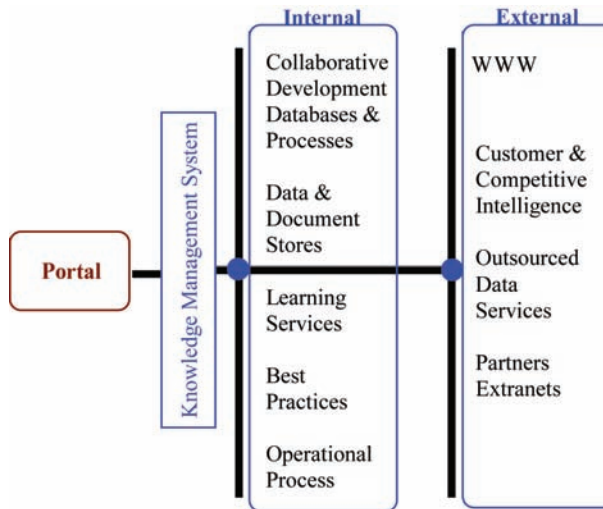 Internal
External
Collaborative
Development
Databases &
Processes
Data &
Document
Stores
Learning
Services
Best
Practices
Operational
Process
WWW
Customer &
Competitive
Intelligence
Outsourced
Data
Services
Partners
Extranets
Knowledge Management System
Portal